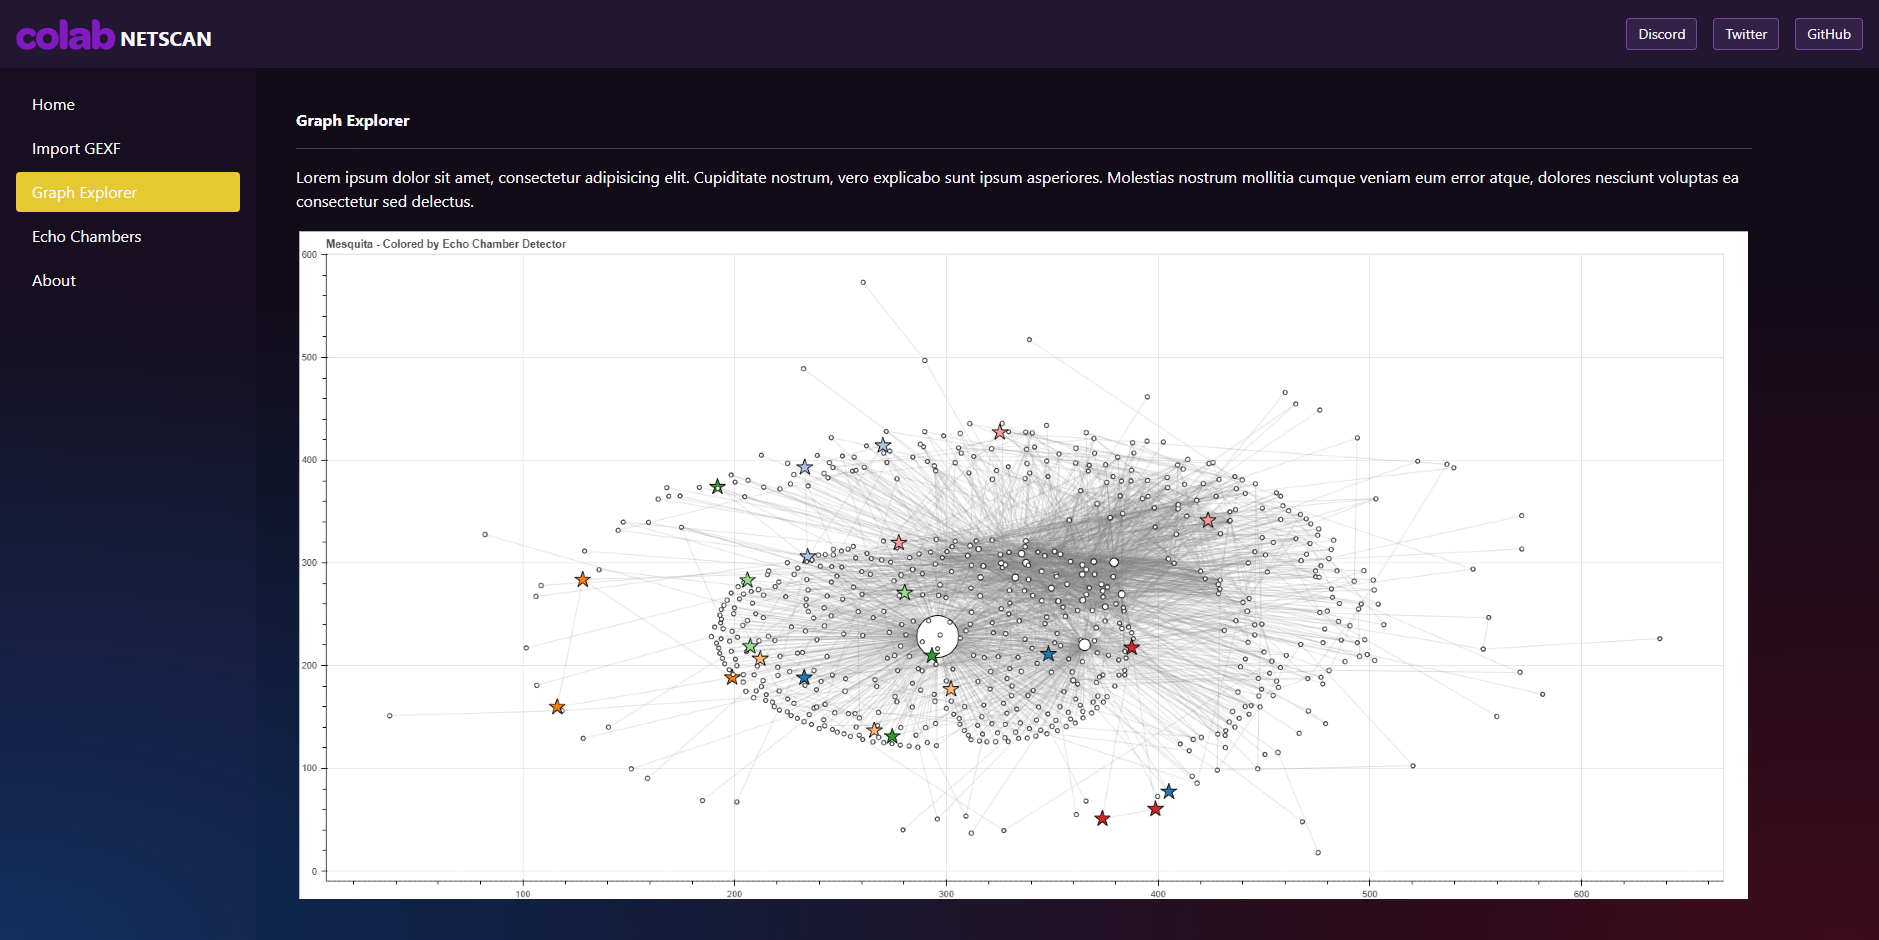 colab NETSCAN
Discord
Twitter
GitHub
Home
Import GEXF
Graph Explorer
Echo Chambers
About
Graph Explorer
Lorem ipsum dolor sit amet, consectetur adipisicing elit. Cupiditate nostrum, vero explicabo sunt ipsum asperiores. Molestias nostrum mollitia cumque veniam eum error atque, dolores nesciunt voluptas ea
consectetur sed delectus.
Mesquita - Colored by Echo Chamber Detector
600
500
400
300
200
100
0
100
200
300
400
500
600